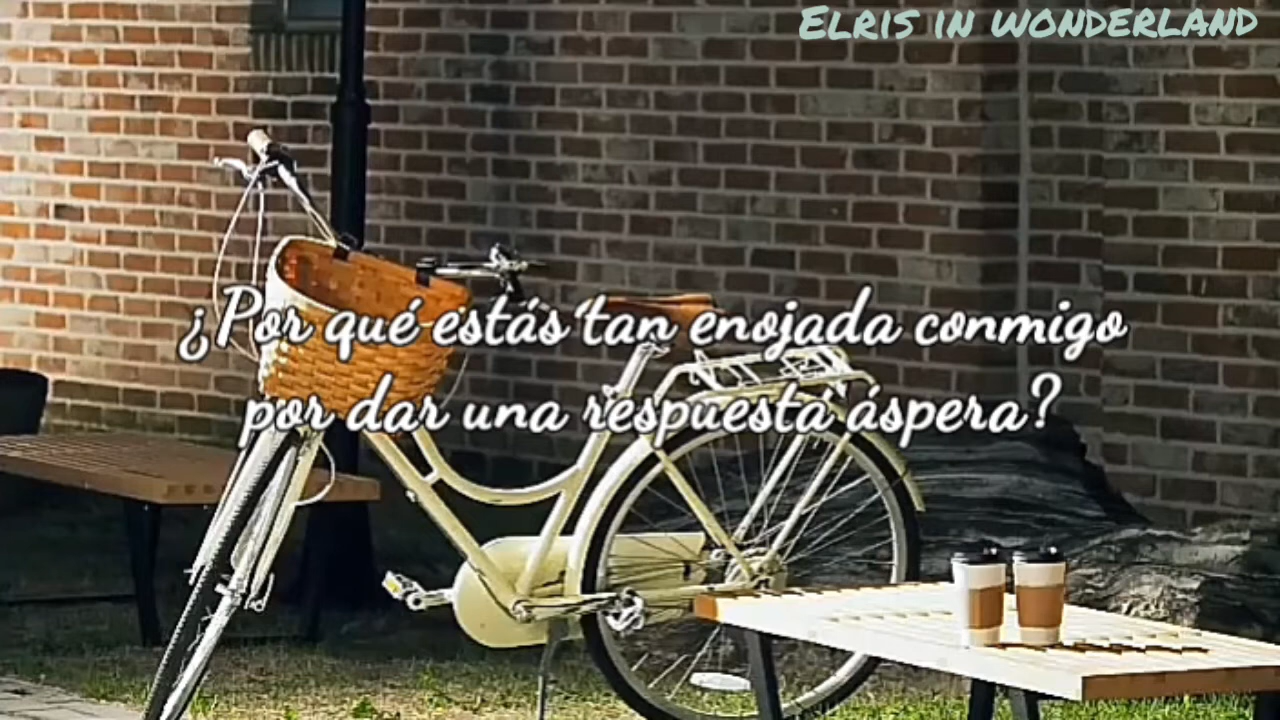 Elris in wonderland
¿Por qué estás tan enojada conmigo
por dar una respuesta áspera?